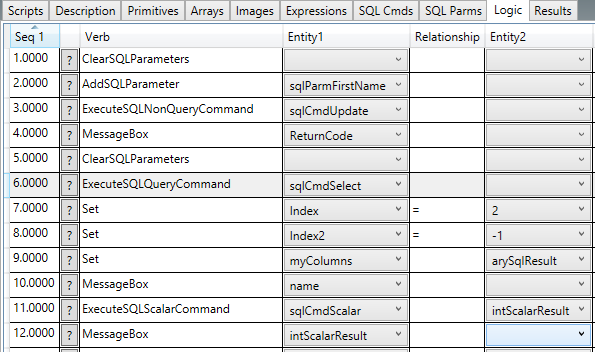 Scripts Description Primitives Arrays Images Expressions SQL Cmds SQL Parms Logic Results
Seq 1 Verb Entity1 Relationship Entity2
1.0000 ? ClearSQLParameters
2.0000 ? AddSQLParameter sqlParmFirstName
3.0000 ? ExecuteSQLNonQueryCommand sqlCmdUpdate
4.0000 ? MessageBox ReturnCode
5.0000 ? ClearSQLParameters
6.0000 ? ExecuteSQLQueryCommand sqlCmdSelect
7.0000 ? Set Index = 2
8.0000 ? Set Index2 = -1
9.0000 ? Set myColumns arySqlResult
10.0000 ? MessageBox name
11.0000 ? ExecuteSQLScalarCommand sqlCmdScalar intScalarResult
12.0000 ? MessageBox intScalarResult